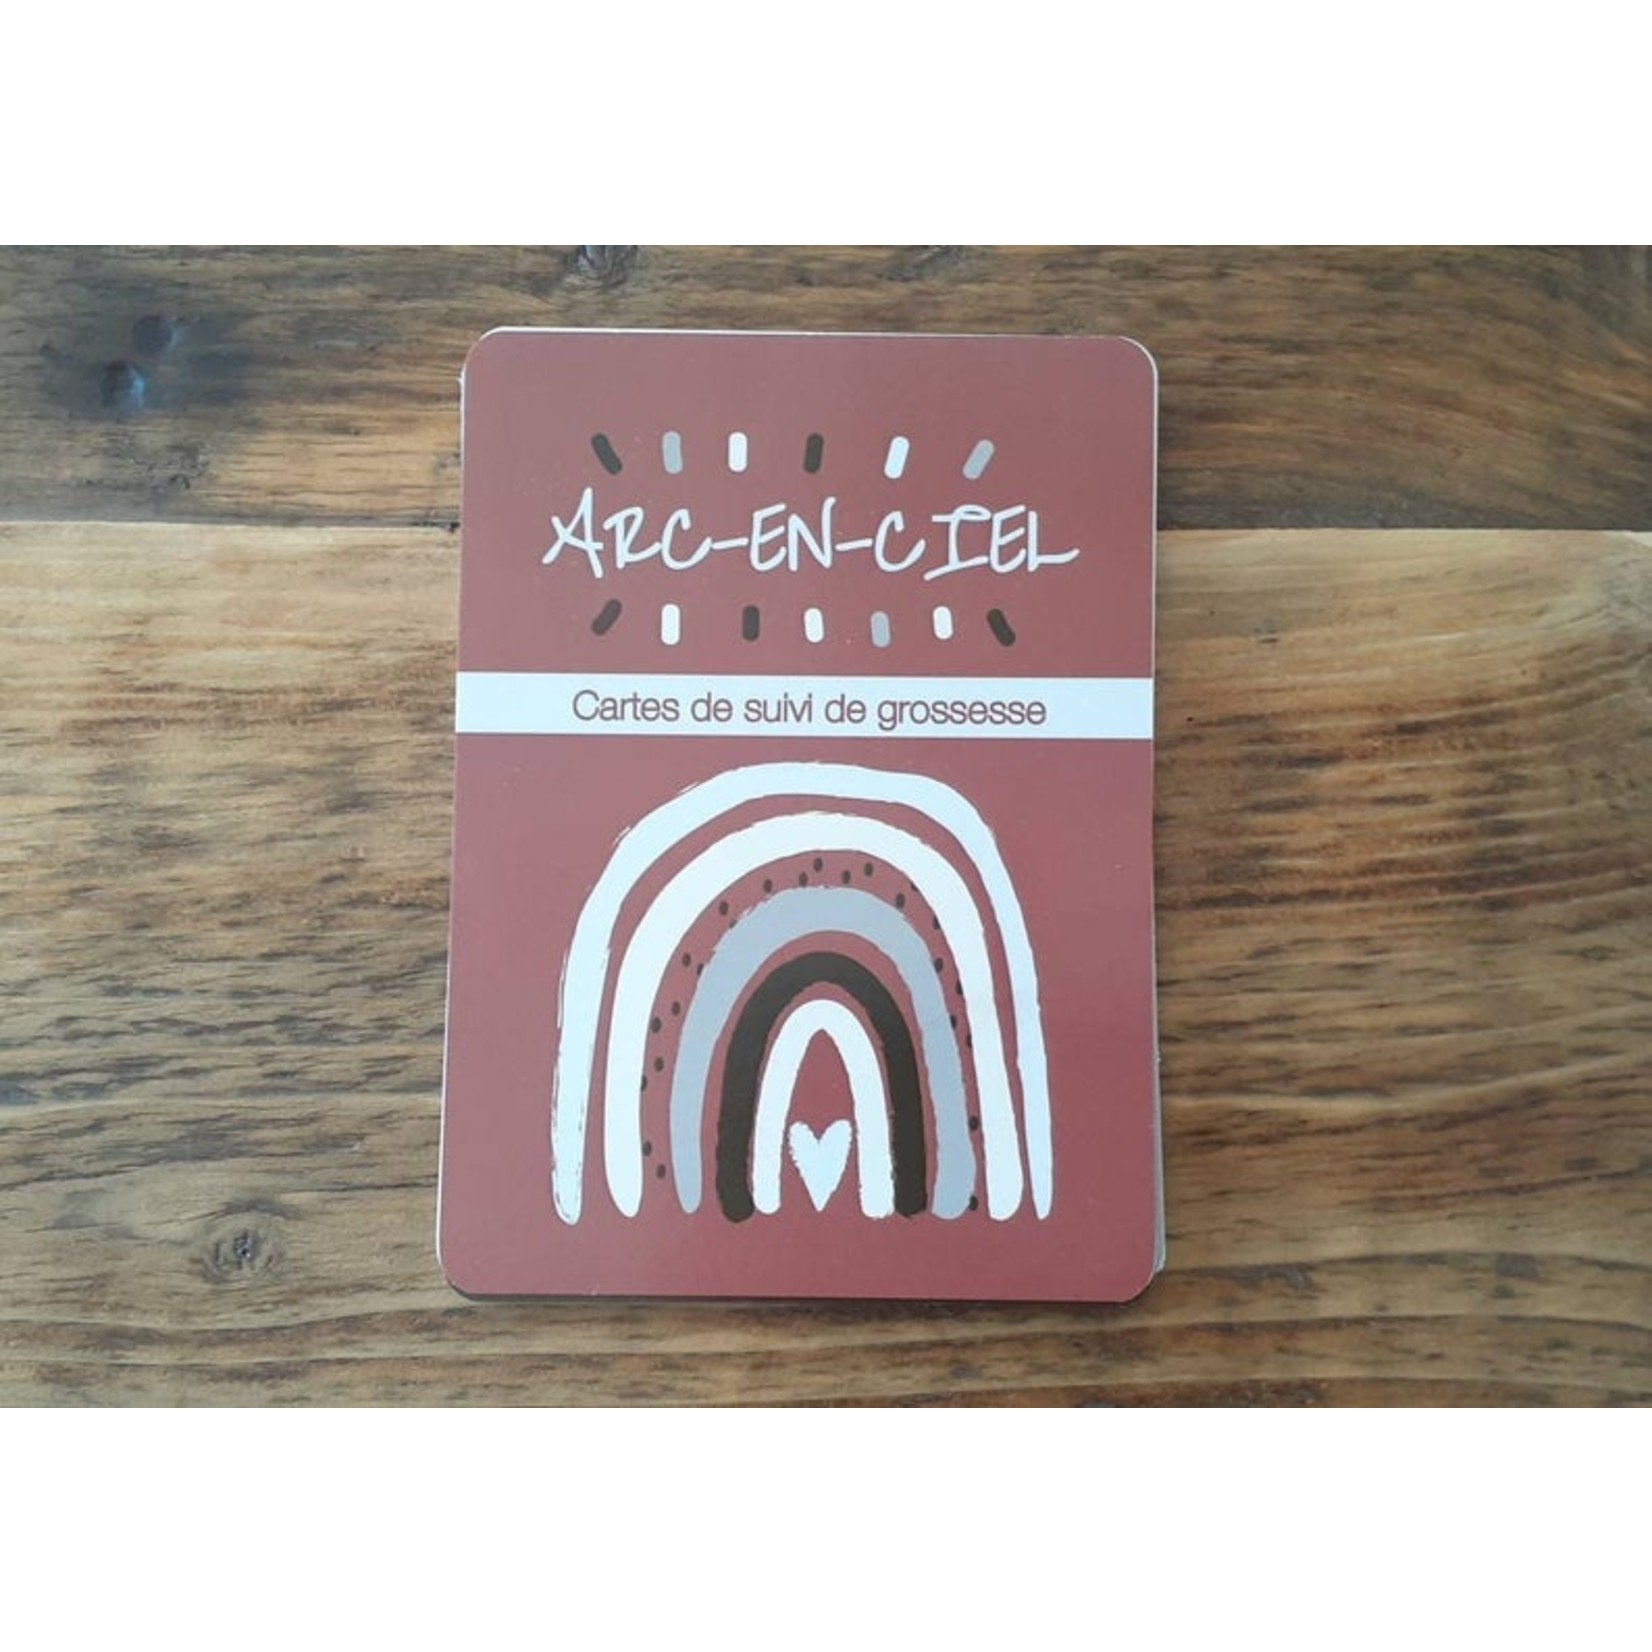 ARC-EN-CIEL
Cartes de suivi de grossesse